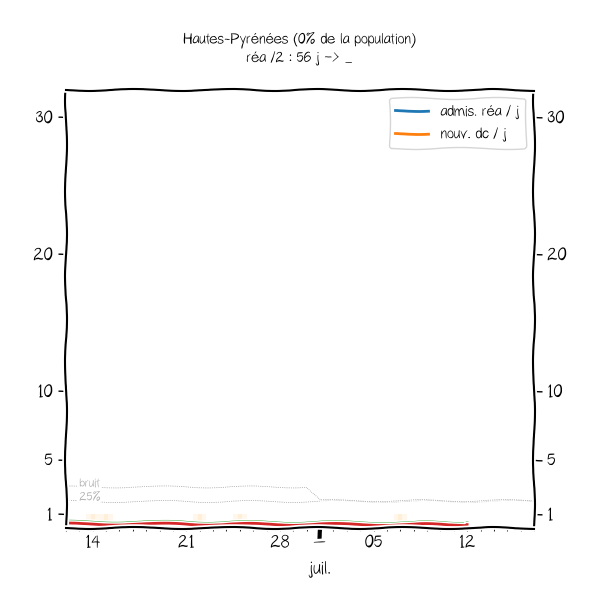 Hautes-Pyrénées (0% de la population)
réa /2 : 56 j -> _
admis. réa / j
nouv. dc / j
30 30
20 20
10 10
5 5
bruit
25%
1 1
14 21 28 _ 05 12
juil.